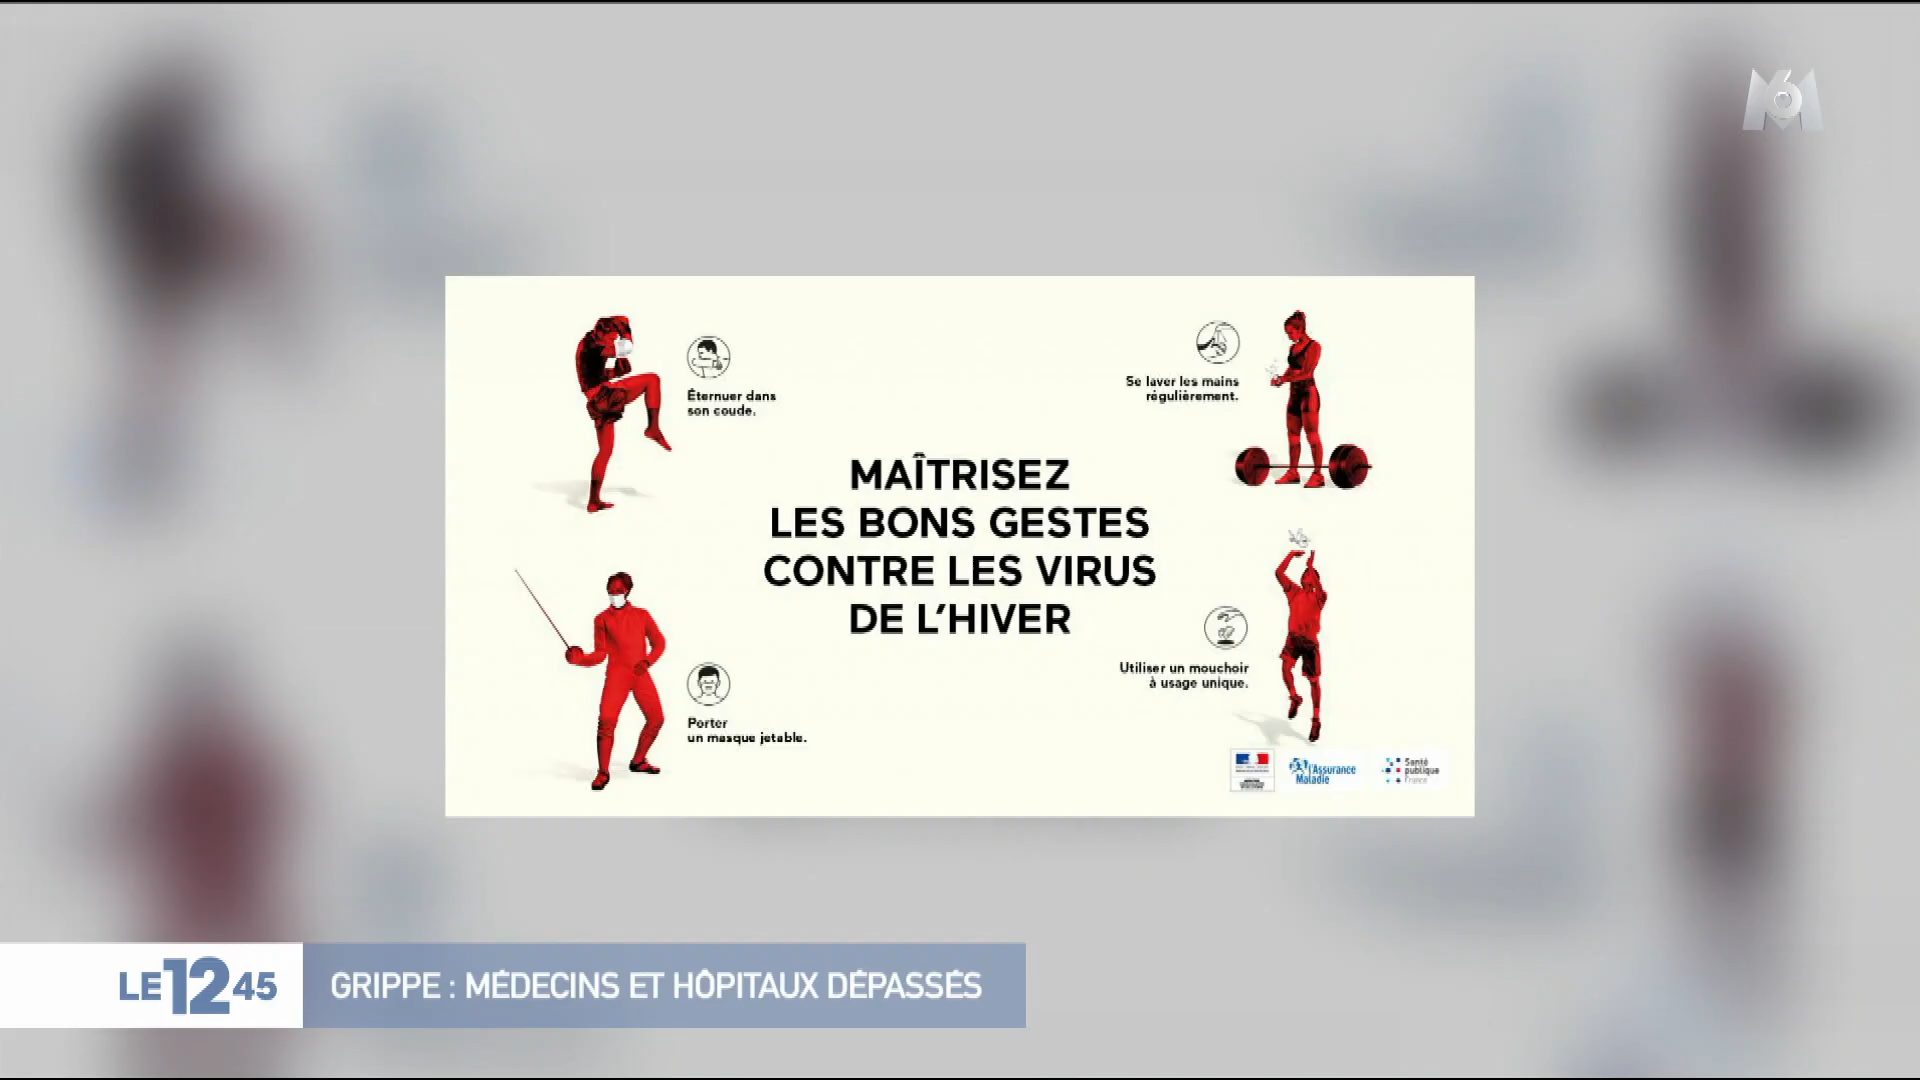 M6
Éternuer dans
son coude.
Se laver les mains
régulièrement.
MAÎTRISEZ
LES BONS GESTES
CONTRE LES VIRUS
DE L'HIVER
Porter
un masque jetable.
Utiliser un mouchoir
à usage unique.
l'Assurance
Maladie
Santé
publique
France
LE 12 45
GRIPPE : MÉDECINS ET HÔPITAUX DÉPASSÉS